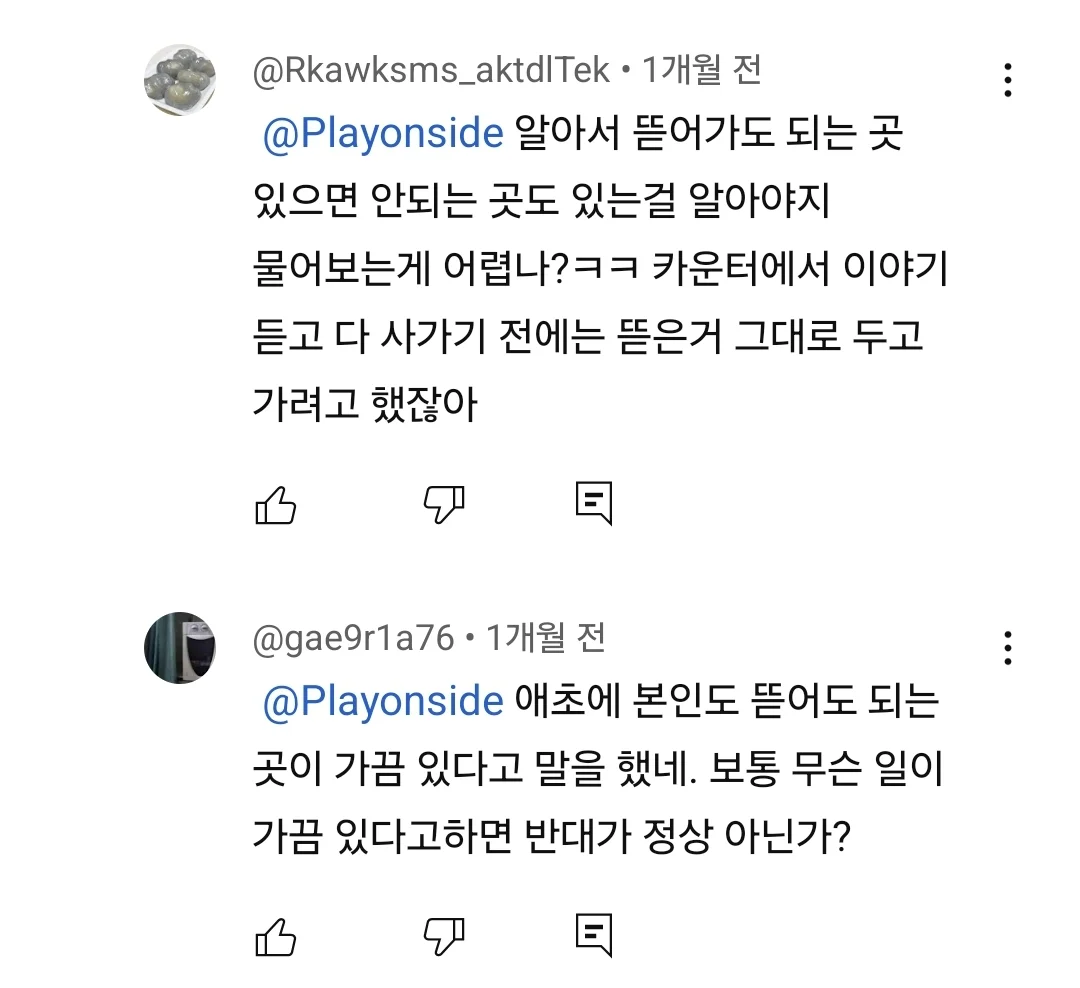 @Rkawksms_aktdlTek • 1개월 전
@Playonside 알아서 뜯어가도 되는 곳
있으면 안되는 곳도 있는걸 알아야지
물어보는게 어렵나?ㅋㅋ 카운터에서 이야기
듣고 다 사가기 전에는 뜯은거 그대로 두고
가려고 했잖아
@gae9r1a76 • 1개월 전
@Playonside 애초에 본인도 뜯어도 되는
곳이 가끔 있다고 말을 했네. 보통 무슨 일이
가끔 있다고하면 반대가 정상 아닌가?